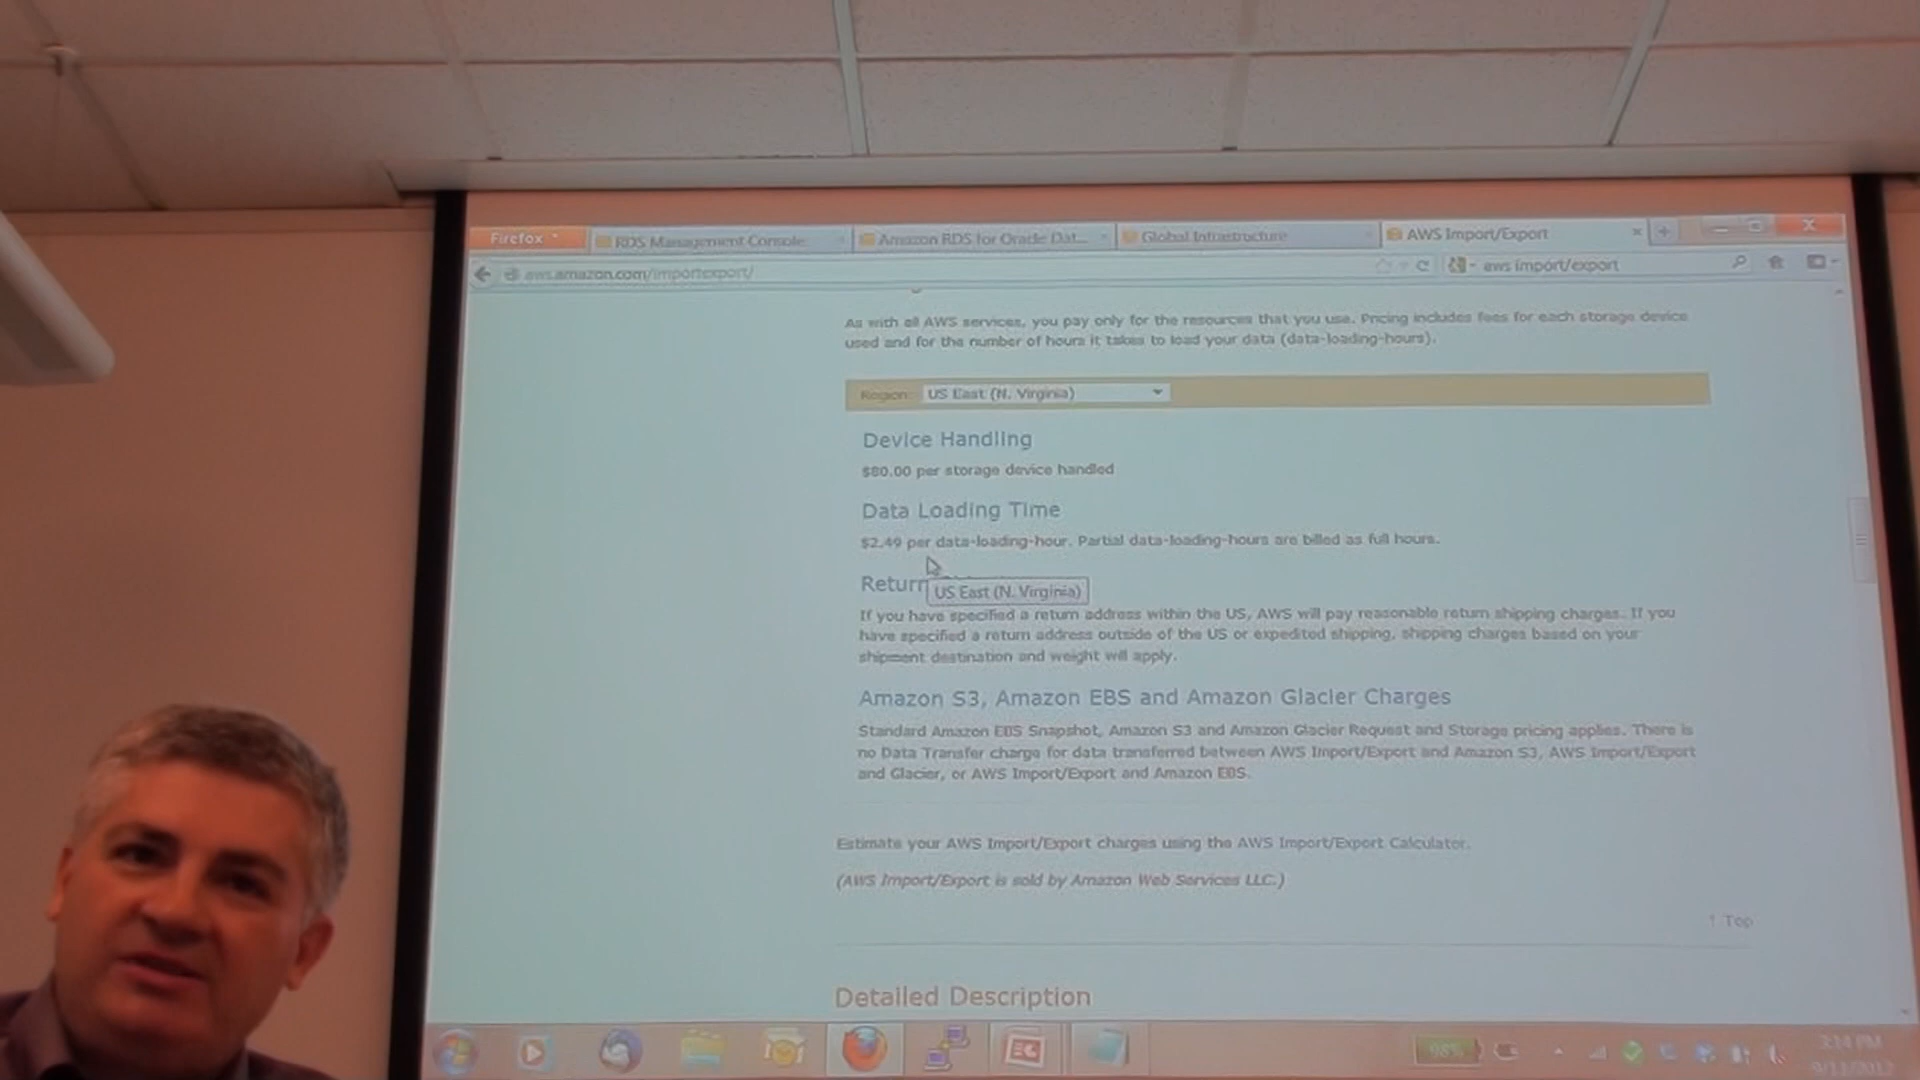 Firefox
RDS Management Console
Amazon RDS for Oracle Dat...
Global Infrastructure
AWS Import/Export
aws.amazon.com/importexport/
aws import/export
As with all AWS services, you pay only for the resources that you use. Pricing includes fees for each storage device
used and for the number of hours it takes to load your data (data-loading-hours).
Region: US East (N. Virginia)
Device Handling
$80.00 per storage device handled
Data Loading Time
$2.49 per data-loading-hour. Partial data-loading-hours are billed as full hours.
Return
US East (N. Virginia)
If you have specified a return address within the US, AWS will pay reasonable return shipping charges. If you
have specified a return address outside of the US or expedited shipping, shipping charges based on your
shipment destination and weight will apply.
Amazon S3, Amazon EBS and Amazon Glacier Charges
Standard Amazon EBS Snapshot, Amazon S3 and Amazon Glacier Request and Storage pricing applies. There is
no Data Transfer charge for data transferred between AWS Import/Export and Amazon S3, AWS Import/Export
and Glacier, or AWS Import/Export and Amazon EBS.
Estimate your AWS Import/Export charges using the AWS Import/Export Calculator.
(AWS Import/Export is sold by Amazon Web Services LLC.)
↑ Top
Detailed Description
98%
3:14 PM